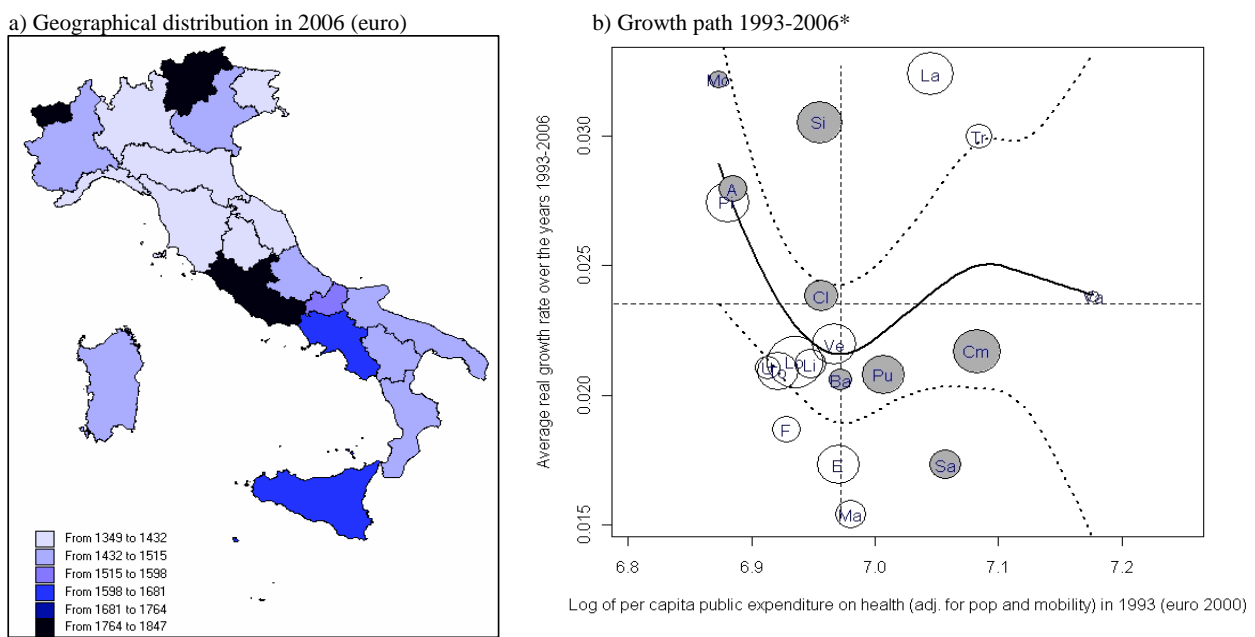 a) Geographical distribution in 2006 (euro)
From 1349 to 1432
From 1432 to 1515
From 1515 to 1598
From 1598 to 1681
From 1681 to 1764
From 1764 to 1847
b) Growth path 1993-2006*
Average real growth rate over the years 1993-2006
0.030
0.025
0.020
0.015
Mo
La
Si
Tr
A
Cl
Va
Ve
Cm
Lo
Li
Ba
Pu
F
E
Sa
Ma
6.8
6.9
7.0
7.1
7.2
Log of per capita public expenditure on health (adj. for pop and mobility) in 1993 (euro 2000)